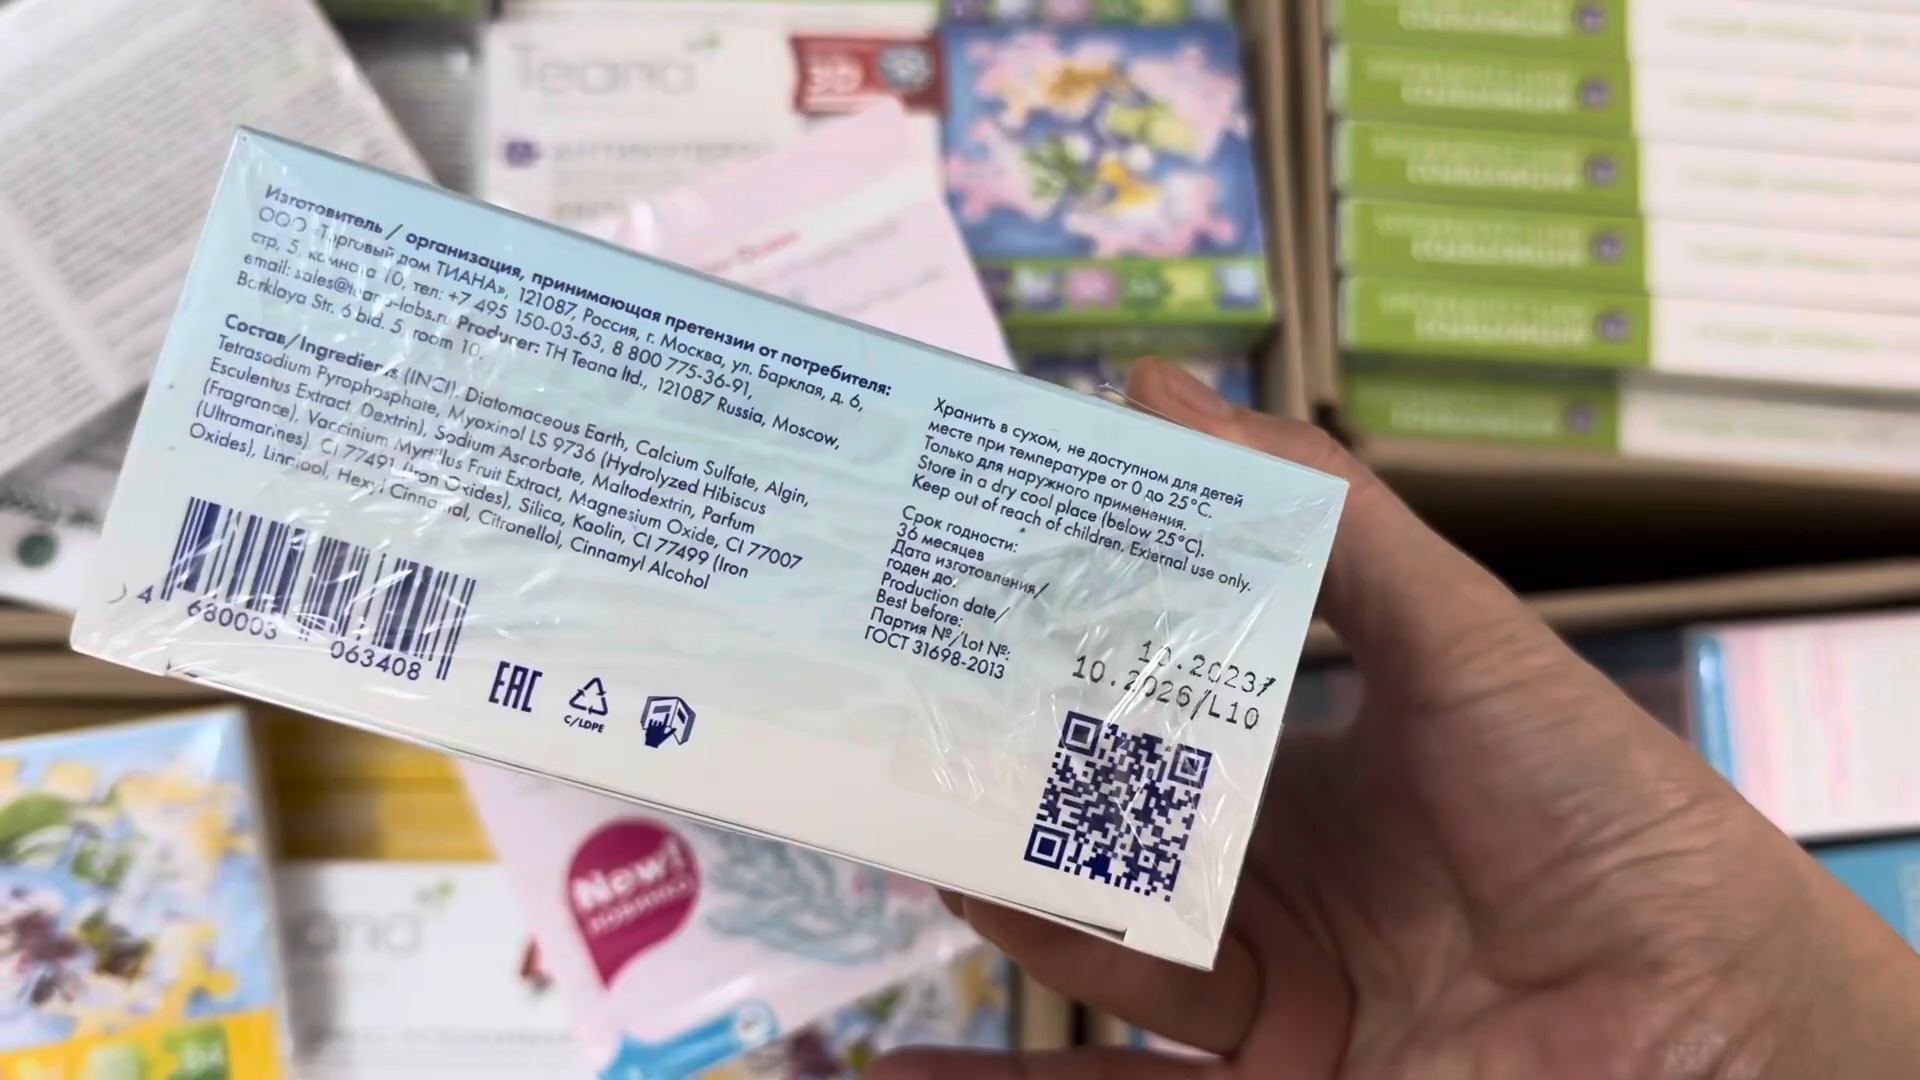 Teana
Изготовитель / организация, принимающая претензии от потребителя:
ООО «Торговый дом ТИАНА», 121087, Россия, г. Москва, ул. Барклая, д. 6,
стр. 5, комната 10, тел: +7 495 150-03-63, 8 800 775-36-91,
email: sales@teana-labs.ru Producer: TH Teana ltd., 121087 Russia, Moscow,
Barklaya Str. 6 bld. 5, room 10.
Состав/Ingredients (INCI): Diatomaceous Earth, Calcium Sulfate, Algin,
Tetrasodium Pyrophosphate, Myoxinol LS 9736 (Hydrolyzed Hibiscus
Esculentus Extract, Dextrin), Sodium Ascorbate, Maltodextrin, Parfum
(Fragrance), Vaccinium Myrtillus Fruit Extract, Magnesium Oxide, CI 77007
(Ultramarines), CI 77491 (Iron Oxides), Silica, Kaolin, CI 77499 (Iron
Oxides), Linalool, Hexyl Cinnamal, Citronellol, Cinnamyl Alcohol
4 680003 063408
EAC
C/LDPE
Хранить в сухом, не доступном для детей
месте при температуре от 0 до 25°C.
Только для наружного применения.
Store in a dry cool place (below 25°C).
Keep out of reach of children. External use only.
Срок годности:
36 месяцев
Дата изготовления/
годен до:
Production date/
Best before:
Партия №/Lot №:
ГОСТ 31698-2013
10.2023/
10.2026/L10
New!
Новинка